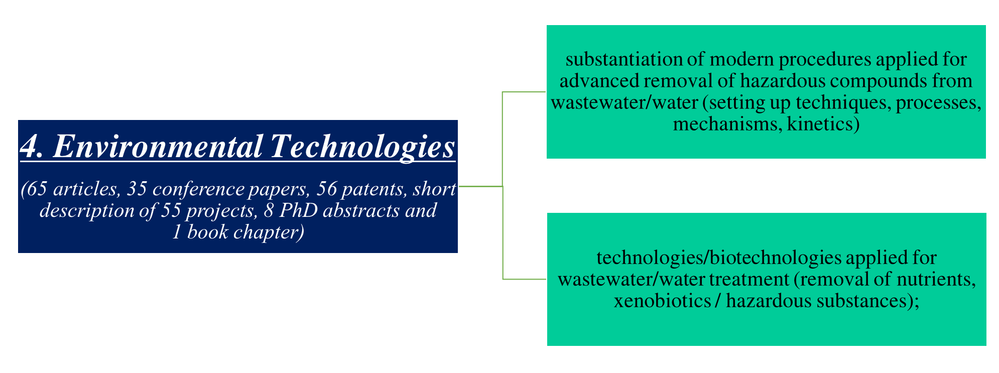 4. Environmental Technologies
(65 articles, 35 conference papers, 56 patents, short
description of 55 projects, 8 PhD abstracts and
1 book chapter)
substantiation of modern procedures applied for
advanced removal of hazardous compounds from
wastewater/water (setting up techniques, processes,
mechanisms, kinetics)
technologies/biotechnologies applied for
wastewater/water treatment (removal of nutrients,
xenobiotics / hazardous substances);